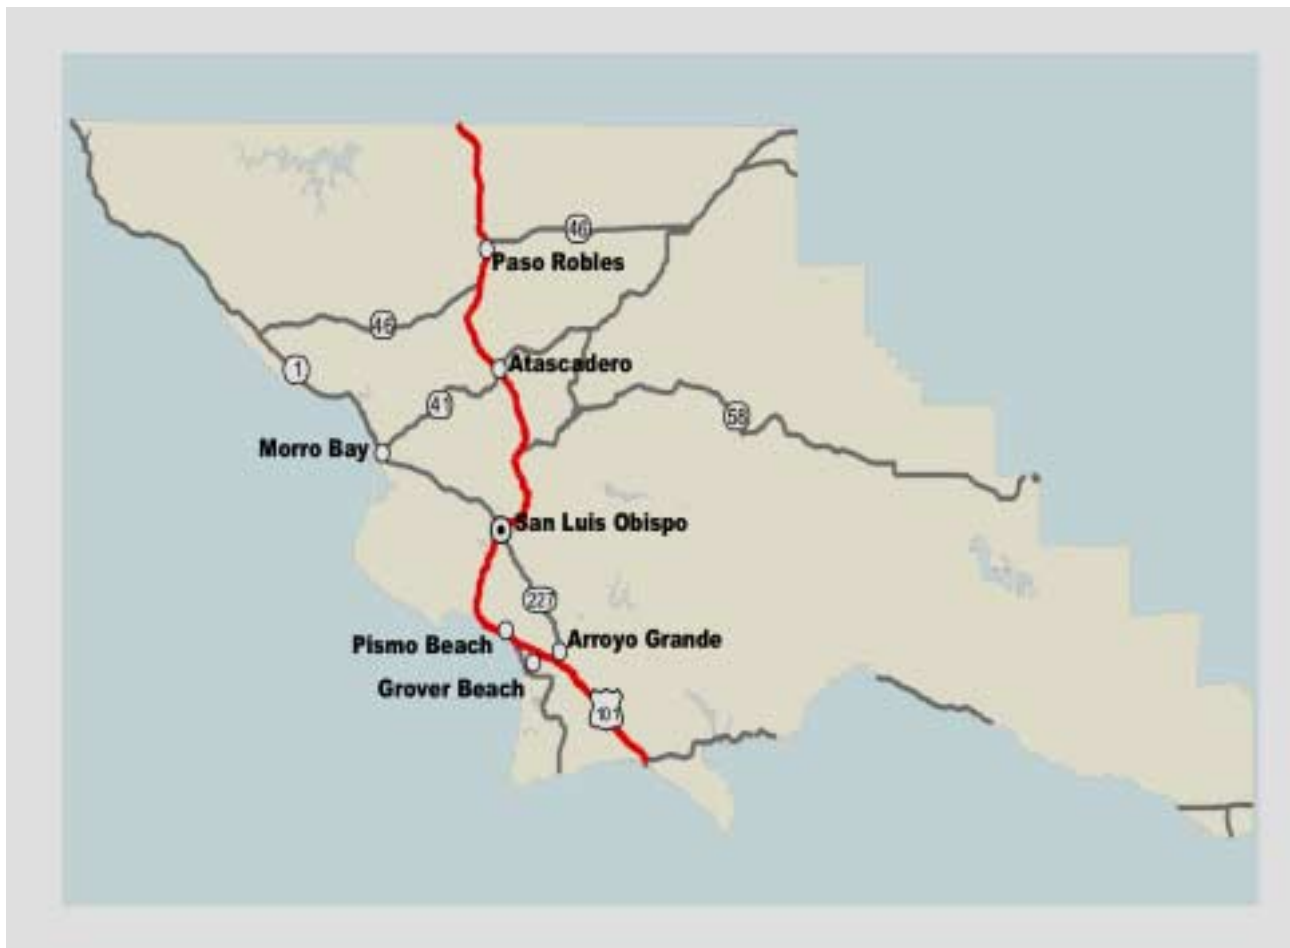 46
Paso Robles
46
1
Atascadero
41
58
Morro Bay
San Luis Obispo
227
Pismo Beach
Arroyo Grande
Grover Beach
101